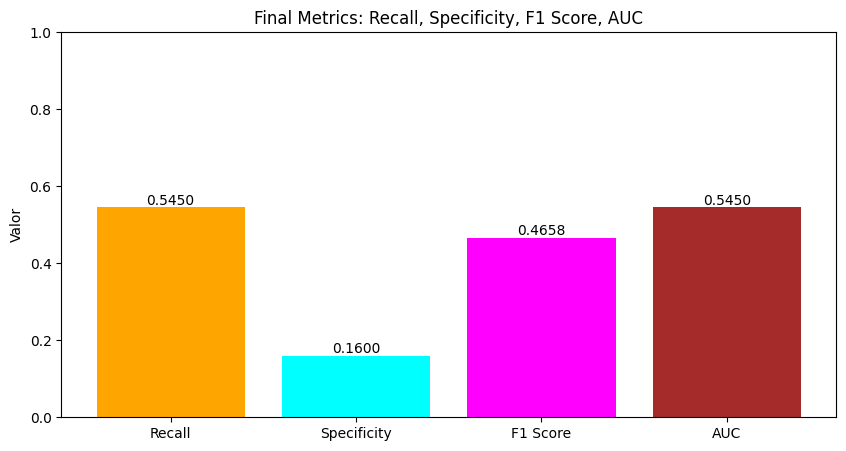 Final Metrics: Recall, Specificity, F1 Score, AUC
1.0
0.8
0.6
0.4
0.2
0.0
Valor
0.5450
0.1600
0.4658
0.5450
Recall
Specificity
F1 Score
AUC